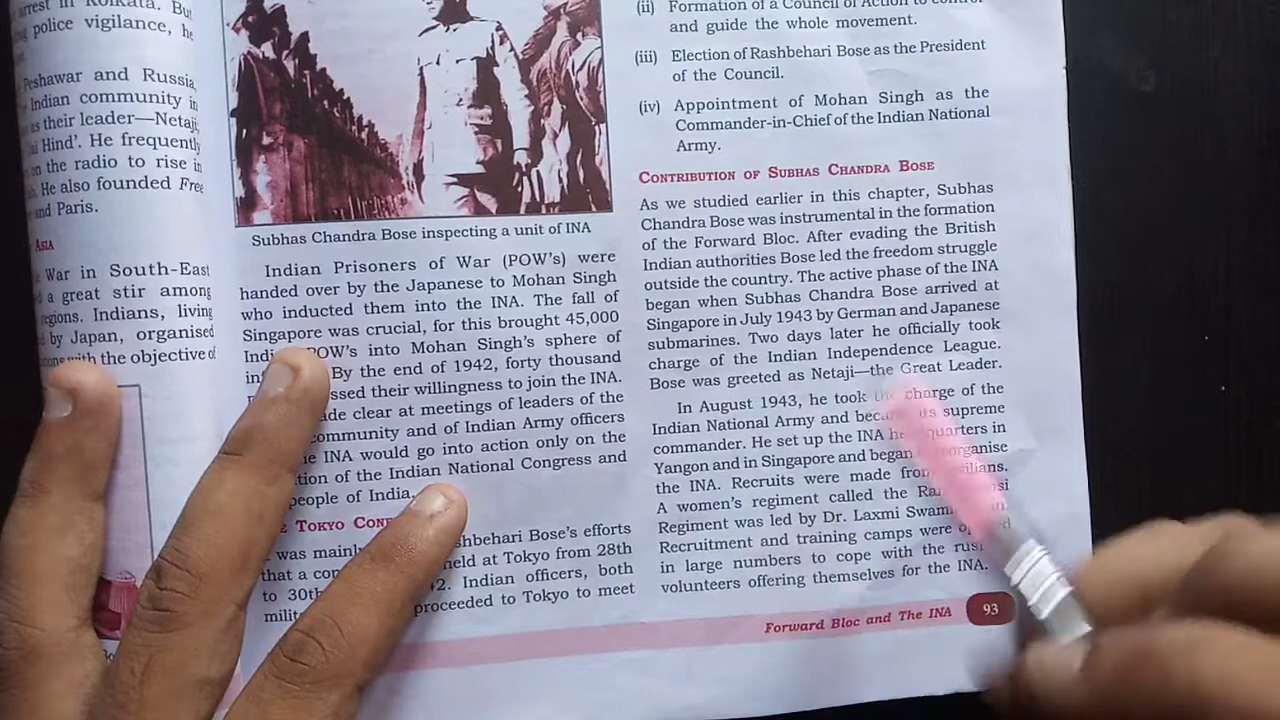 arrest in Kolkata. But
police vigilance, he
Peshawar and Russia,
Indian community in
as their leader—Netaji;
Hind'. He frequently
on the radio to rise in
He also founded Free
and Paris.
ASIA
War in South-East
a great stir among
regions. Indians, living
by Japan, organised
with the objective of
Subhas Chandra Bose inspecting a unit of INA
Indian Prisoners of War (POW's) were
handed over by the Japanese to Mohan Singh
who inducted them into the INA. The fall of
Singapore was crucial, for this brought 45,000
POW's into Mohan Singh's sphere of
By the end of 1942, forty thousand
their willingness to join the INA.
clear at meetings of leaders of the
community and of Indian Army officers
INA would go into action only on the
of the Indian National Congress and
people of India.
TOKYO
was
Bose's efforts
that a
held at Tokyo from 28th
to 30th
Indian officers, both
proceeded to Tokyo to meet
(ii) Formation of a Council of Action to control
and guide the whole movement.
(iii) Election of Rashbehari Bose as the President
of the Council.
(iv) Appointment of Mohan Singh as the
Commander-in-Chief of the Indian National
Army.
CONTRIBUTION OF SUBHAS CHANDRA BOSE
As we studied earlier in this chapter, Subhas
Chandra Bose was instrumental in the formation
of the Forward Bloc. After evading the British
Indian authorities Bose led the freedom struggle
outside the country. The active phase of the INA
began when Subhas Chandra Bose arrived at
Singapore in July 1943 by German and Japanese
submarines. Two days later he officially took
charge of the Indian Independence League.
Bose was greeted as Netaji—the Great Leader.
In August 1943, he took the charge of the
Indian National Army and became its supreme
commander. He set up the INA headquarters in
Yangon and in Singapore and began reorganise
the INA. Recruits were made from civilians.
A women's regiment called the
Regiment was led by Dr. Laxmi
Recruitment and training camps were opened
in large numbers to cope with the rush
volunteers offering themselves for the INA.
Forward Bloc and The INA 93